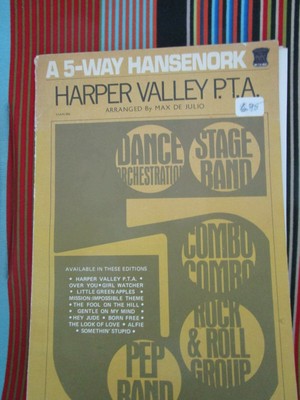 A 5-WAY HANSENORK
HARPER VALLEY P.T.A.
ARRANGED By MAX DE JULIO
6.95
DANCE
ORCHESTRATION
STAGE
BAND
COMBO
COMBO
ROCK
& ROLL
GROUP
PEP
BAND
AVAILABLE IN THESE EDITIONS
• HARPER VALLEY P.T.A. •
OVER YOU • GIRL WATCHER
• LITTLE GREEN APPLES •
MISSION: IMPOSSIBLE THEME
• THE FOOL ON THE HILL •
GENTLE ON MY MIND
• HEY JUDE • BORN FREE •
THE LOOK OF LOVE • ALFIE
• SOMETHIN' STUPID •